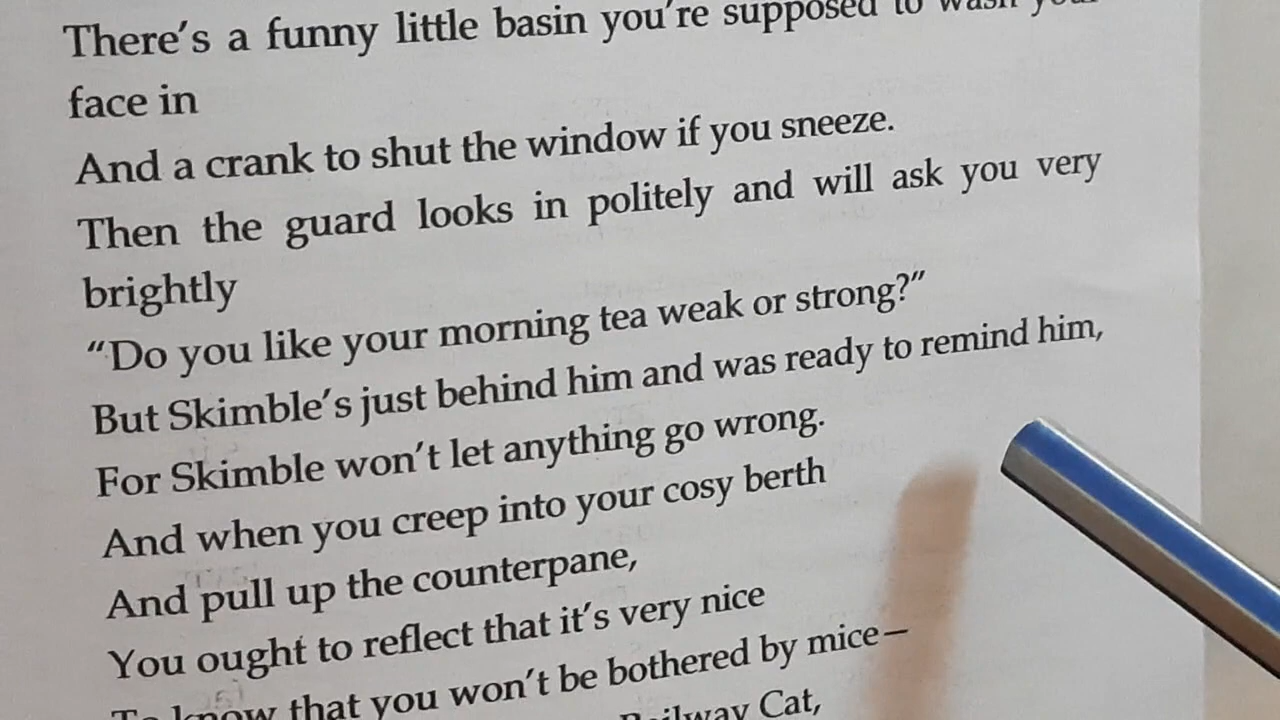 There's a funny little basin you're supposed to wash your
face in
And a crank to shut the window if you sneeze.
Then the guard looks in politely and will ask you very
brightly
“Do you like your morning tea weak or strong?”
But Skimble's just behind him and was ready to remind him,
For Skimble won't let anything go wrong.
And when you creep into your cosy berth
And pull up the counterpane,
You ought to reflect that it's very nice
To know that you won't be bothered by mice—
Railway Cat,